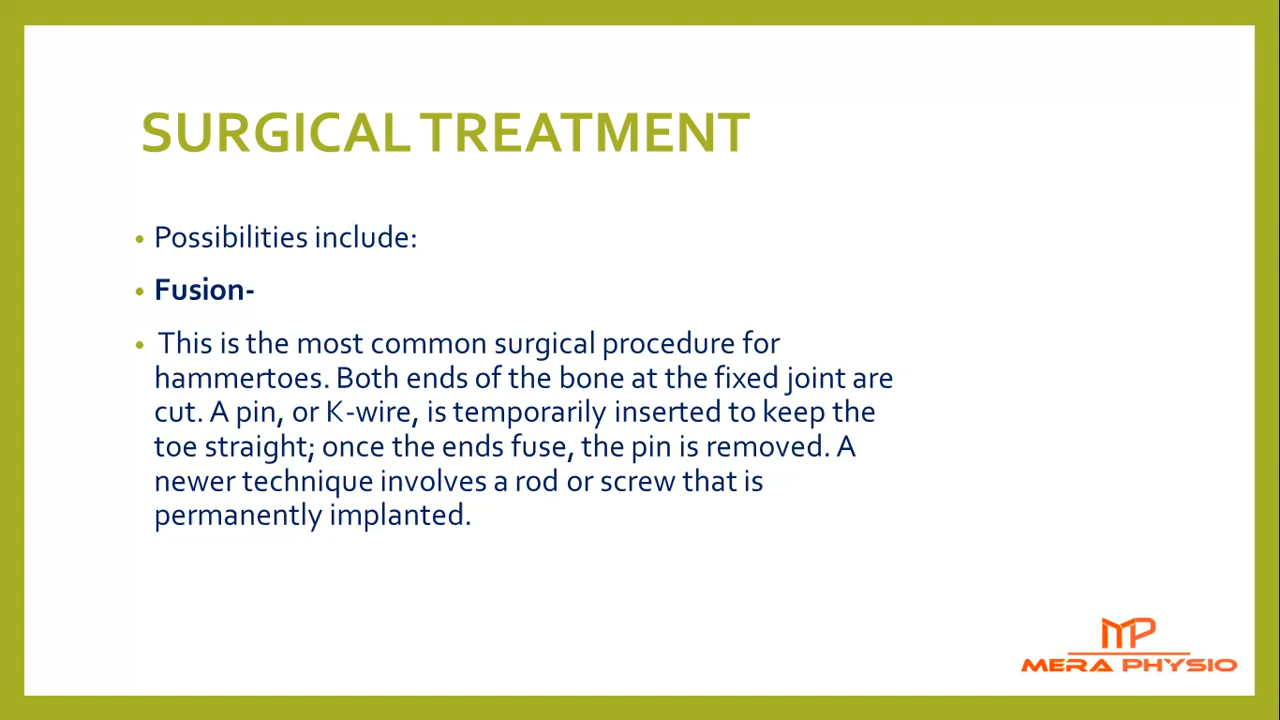 SURGICAL TREATMENT
• Possibilities include:
• Fusion-
• This is the most common surgical procedure for
hammertoes. Both ends of the bone at the fixed joint are
cut. A pin, or K-wire, is temporarily inserted to keep the
toe straight; once the ends fuse, the pin is removed. A
newer technique involves a rod or screw that is
permanently implanted.
MP
MERA PHYSIO